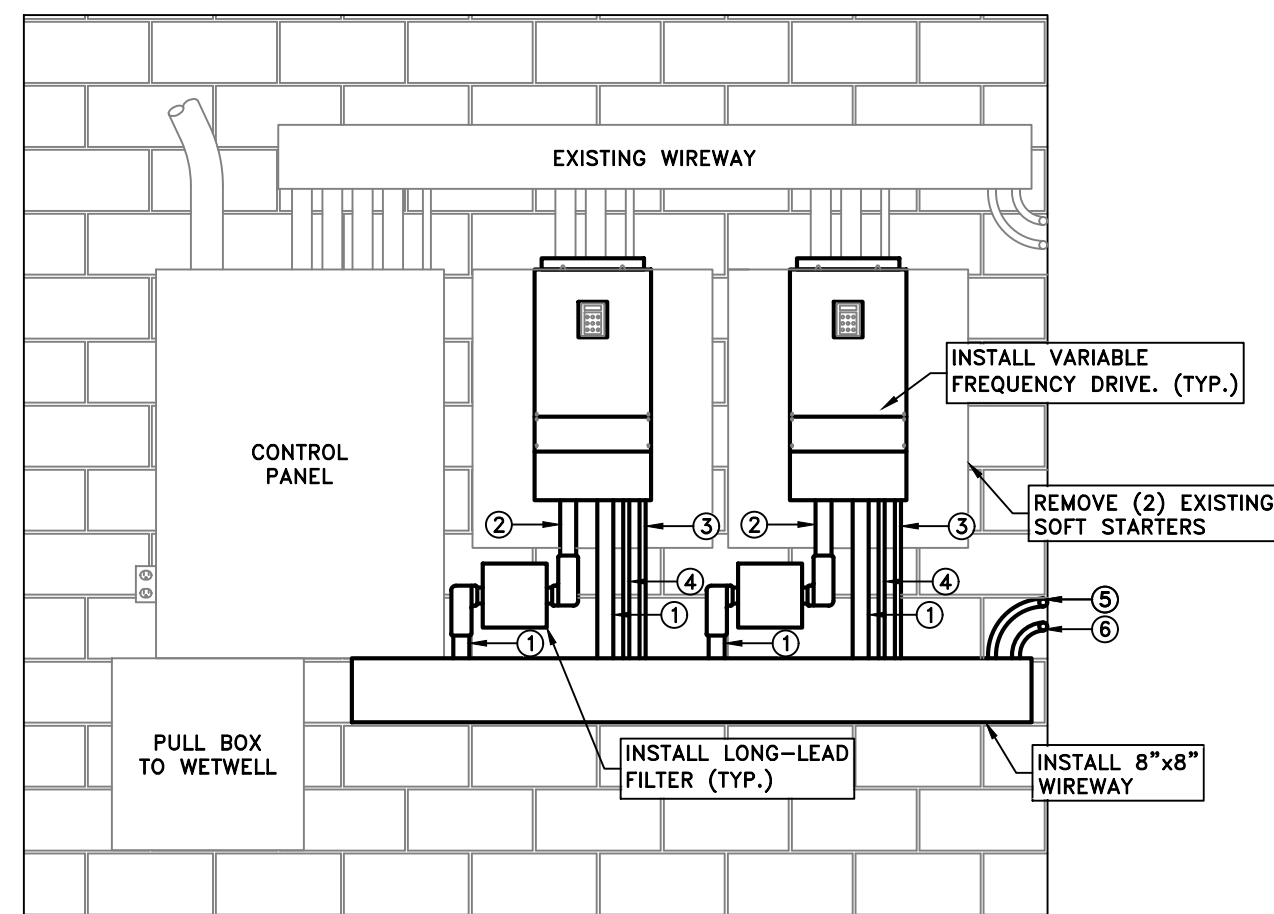 EXISTING WIREWAY
INSTALL VARIABLE
FREQUENCY DRIVE. (TYP.)
CONTROL
PANEL
REMOVE (2) EXISTING
SOFT STARTERS
2
3
2
3
4
4
1
1
5
6
1
1
PULL BOX
TO WETWELL
INSTALL LONG-LEAD
FILTER (TYP.)
INSTALL 8"x8"
WIREWAY